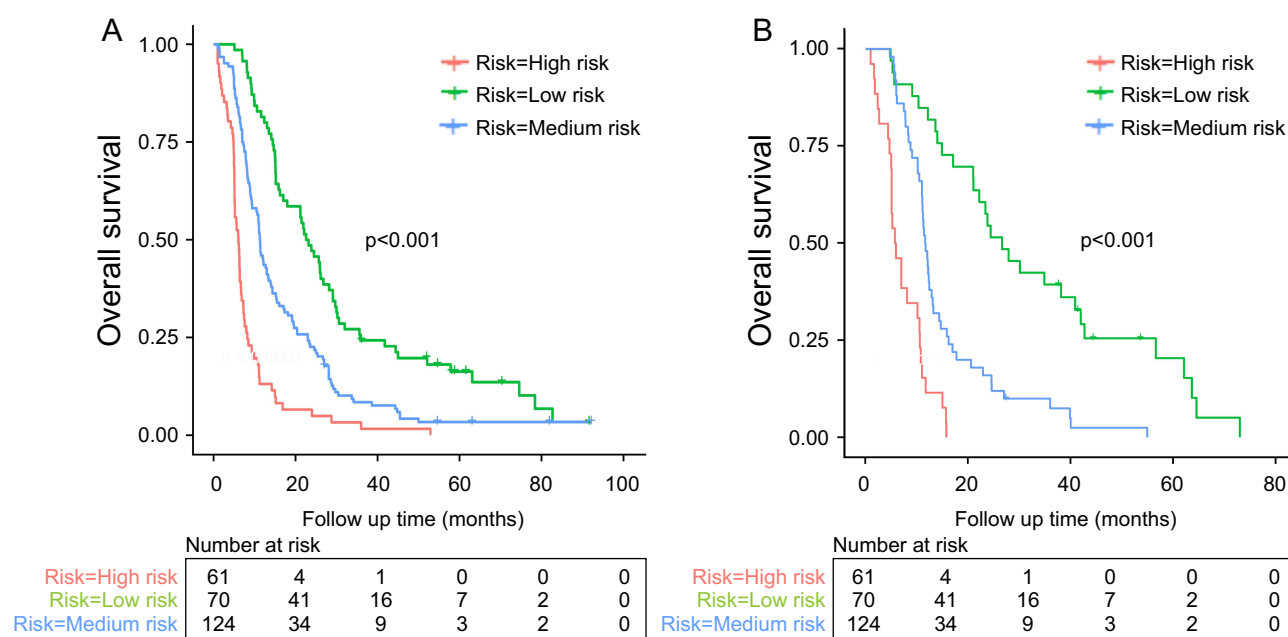 A
Overall survival
1.00
0.75
0.50
0.25
0.00
Risk=High risk
Risk=Low risk
Risk=Medium risk
p<0.001
0 20 40 60 80 100
Follow up time (months)
Number at risk
Risk=High risk 61 4 1 0 0 0
Risk=Low risk 70 41 16 7 2 0
Risk=Medium risk 124 34 9 3 2 0
B
Overall survival
1.00
0.75
0.50
0.25
0.00
Risk=High risk
Risk=Low risk
Risk=Medium risk
p<0.001
0 20 40 60 80
Follow up time (months)
Number at risk
Risk=High risk 61 4 1 0 0 0
Risk=Low risk 70 41 16 7 2 0
Risk=Medium risk 124 34 9 3 2 0